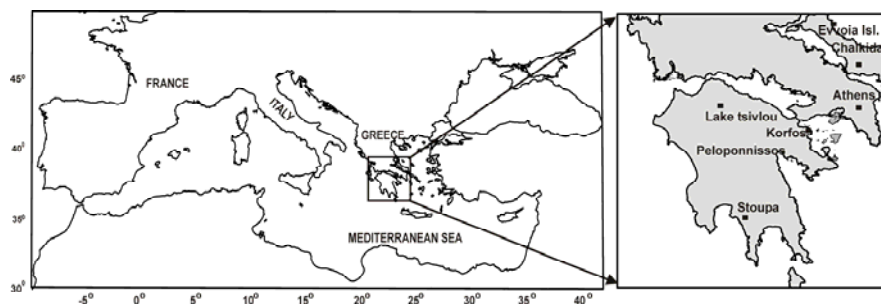 45°
40°
35°
30°
-5° 0° 5° 10° 15° 20° 25° 30° 35° 40°
FRANCE
ITALY
GREECE
MEDITERRANEAN SEA
Evvoia Isl.
Chalkida
Athens
Lake tsivlou
Korfos
Peloponnissos
Stoupa